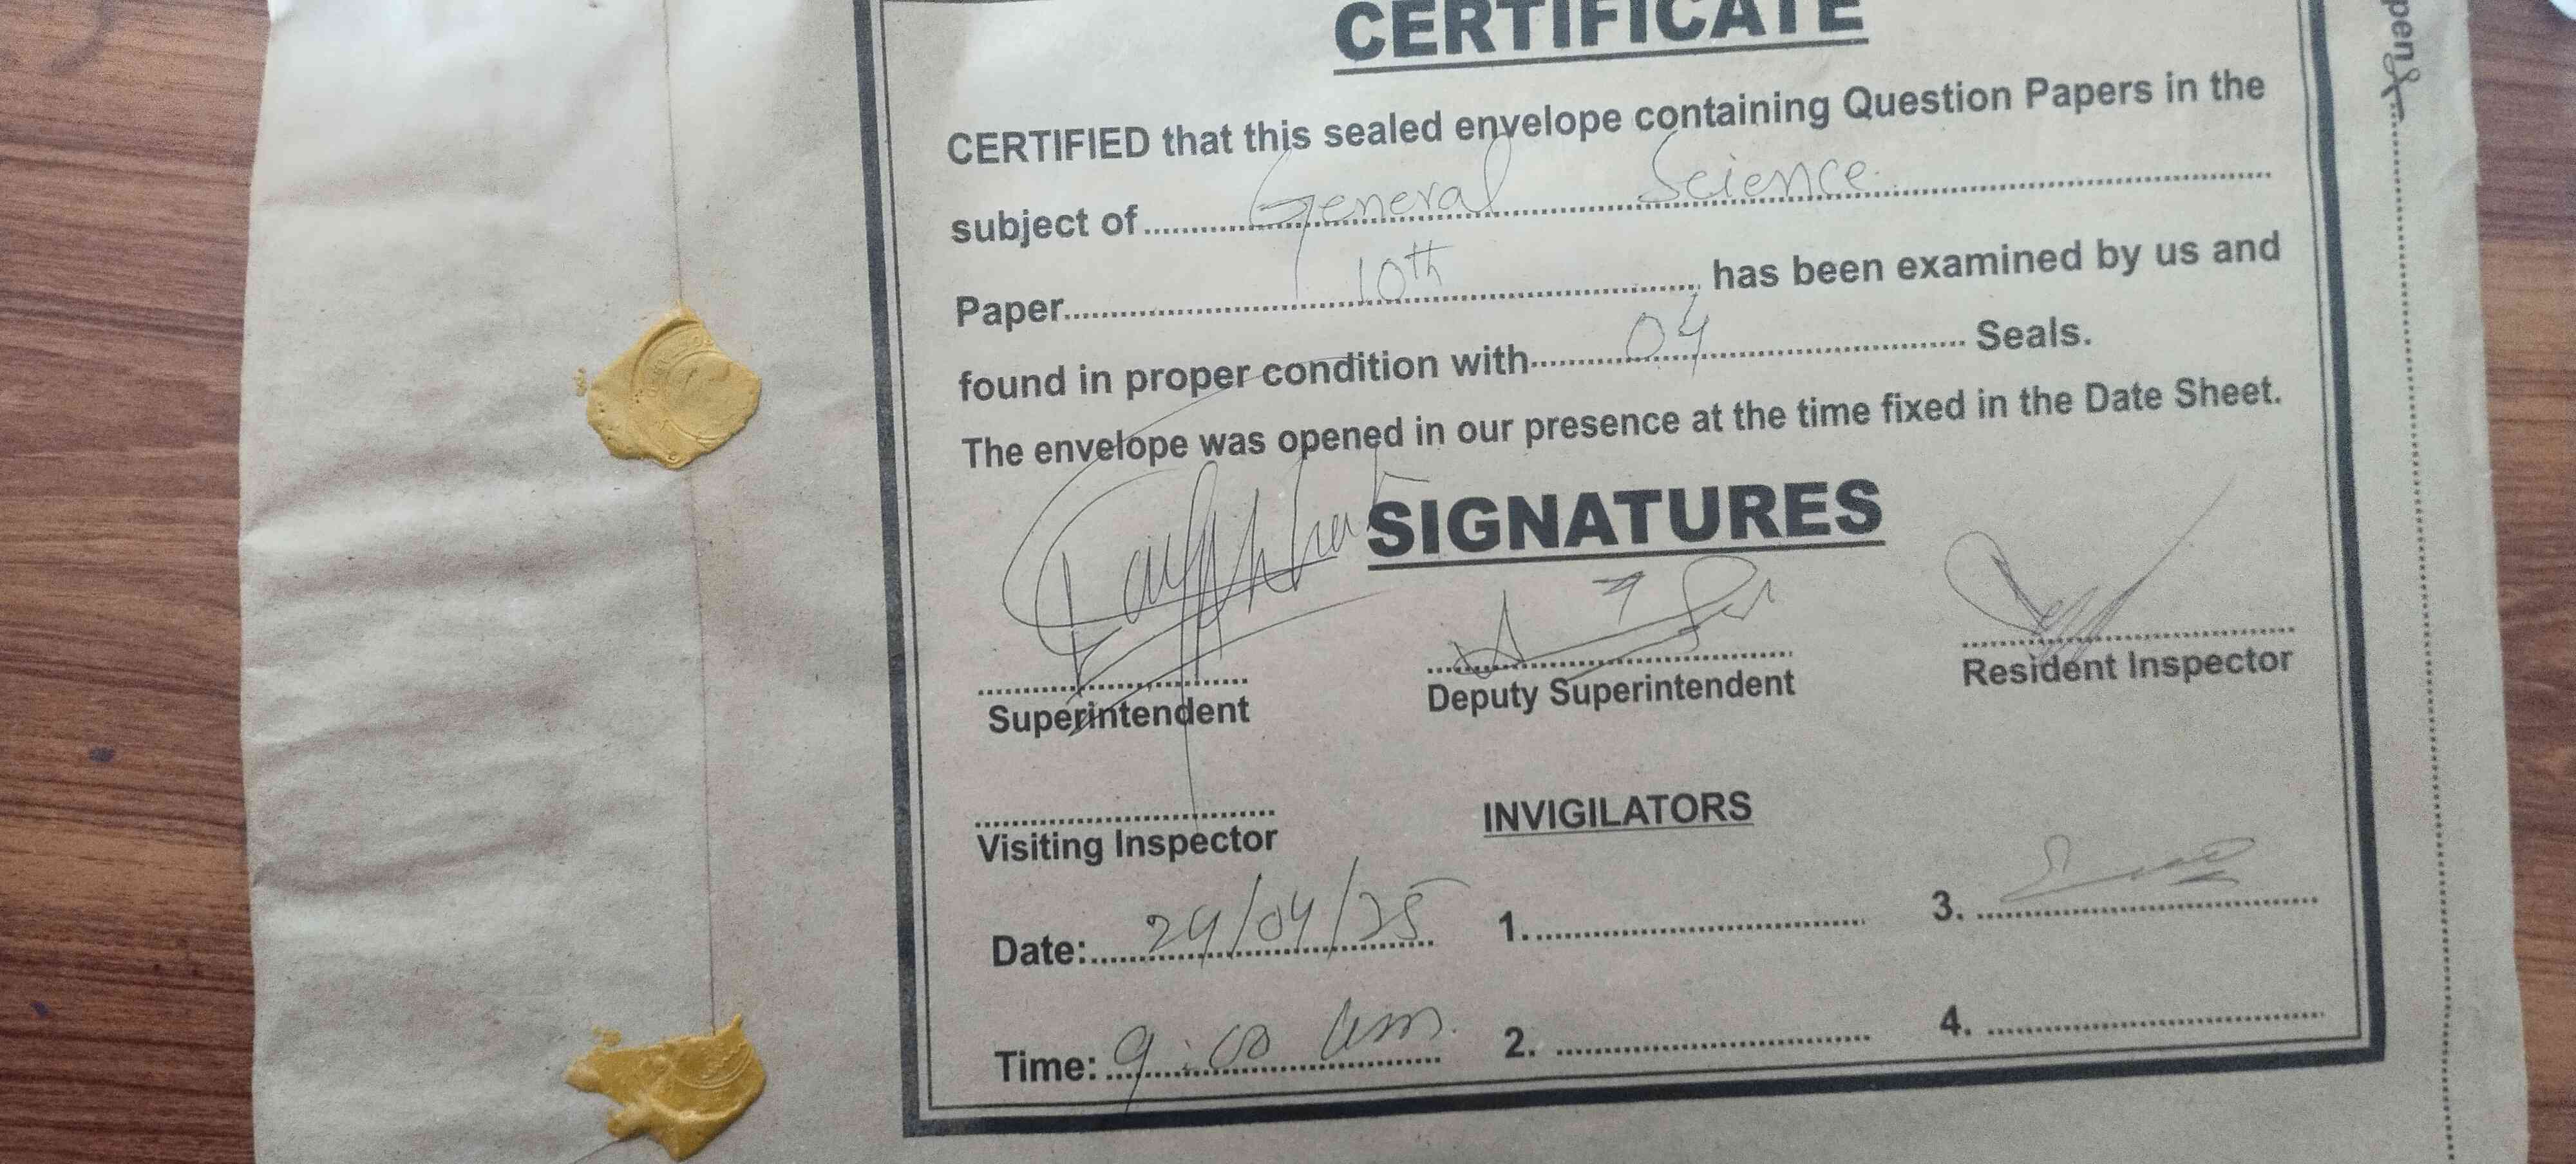 CERTIFICATE
CERTIFIED that this sealed envelope containing Question Papers in the
subject of General Science
Paper 10th has been examined by us and
found in proper condition with 04 Seals.
The envelope was opened in our presence at the time fixed in the Date Sheet.
SIGNATURES
Superintendent Deputy Superintendent Resident Inspector
Visiting Inspector INVIGILATORS
Date: 24/04/25 1. 3.
Time: 9:00 am. 2. 4.
pen